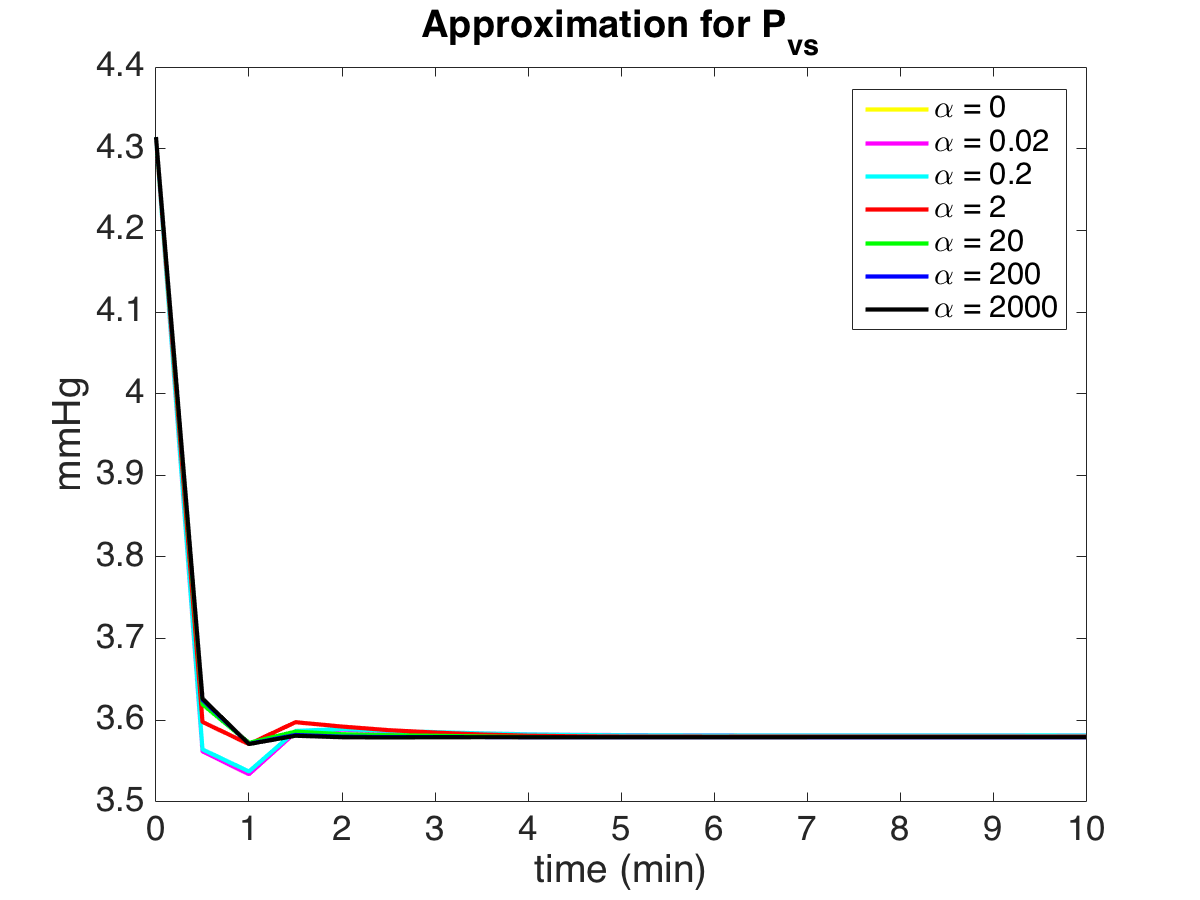 Approximation for P_vs
4.4
4.3
4.2
4.1
4
3.9
3.8
3.7
3.6
3.5
mmHg
α = 0
α = 0.02
α = 0.2
α = 2
α = 20
α = 200
α = 2000
0 1 2 3 4 5 6 7 8 9 10
time (min)